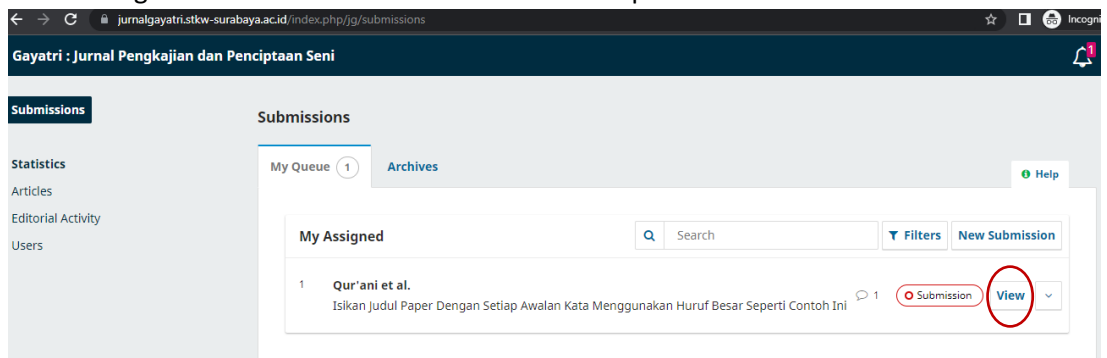 jurnalgayatri.stkw-surabaya.ac.id/index.php/jg/submissions
Incogni
Gayatri : Jurnal Pengkajian dan Penciptaan Seni
1
Submissions
Statistics
Articles
Editorial Activity
Users
Submissions
My Queue 1
Archives
Help
My Assigned
Search
Filters
New Submission
1
Qur'ani et al.
Isikan Judul Paper Dengan Setiap Awalan Kata Menggunakan Huruf Besar Seperti Contoh Ini
1
Submission
View